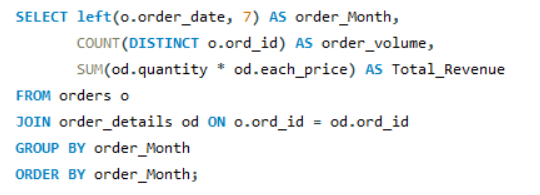 SELECT left(o.order_date, 7) AS order_Month,
COUNT(DISTINCT o.ord_id) AS order_volume,
SUM(od.quantity * od.each_price) AS Total_Revenue
FROM orders o
JOIN order_details od ON o.ord_id = od.ord_id
GROUP BY order_Month
ORDER BY order_Month;